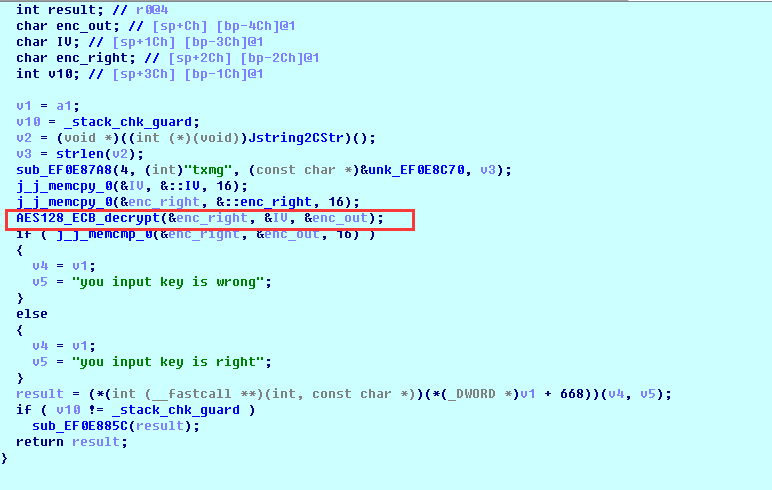 int result; // r0@4
char enc_out; // [sp+Ch] [bp-4Ch]@1
char IV; // [sp+1Ch] [bp-3Ch]@1
char enc_right; // [sp+2Ch] [bp-2Ch]@1
int v10; // [sp+3Ch] [bp-1Ch]@1
v1 = a1;
v10 = _stack_chk_guard;
v2 = (void *)((int (*)(void))Jstring2CStr)();
v3 = strlen(v2);
sub_EF0E87A8(4, (int)"txmg", (const char *)&unk_EF0E8C70, v3);
j_j_memcpy_0(&IV, &::IV, 16);
j_j_memcpy_0(&enc_right, &::enc_right, 16);
AES128_ECB_decrypt(&enc_right, &IV, &enc_out);
if ( j_j_memcmp_0(&enc_right, &enc_out, 16) )
{
v4 = v1;
v5 = "you input key is wrong";
}
else
{
v4 = v1;
v5 = "you input key is right";
}
result = (*(int (__fastcall **)(int, const char *))(*(_DWORD *)v1 + 668))(v4, v5);
if ( v10 != _stack_chk_guard )
sub_EF0E885C(result);
return result;
}